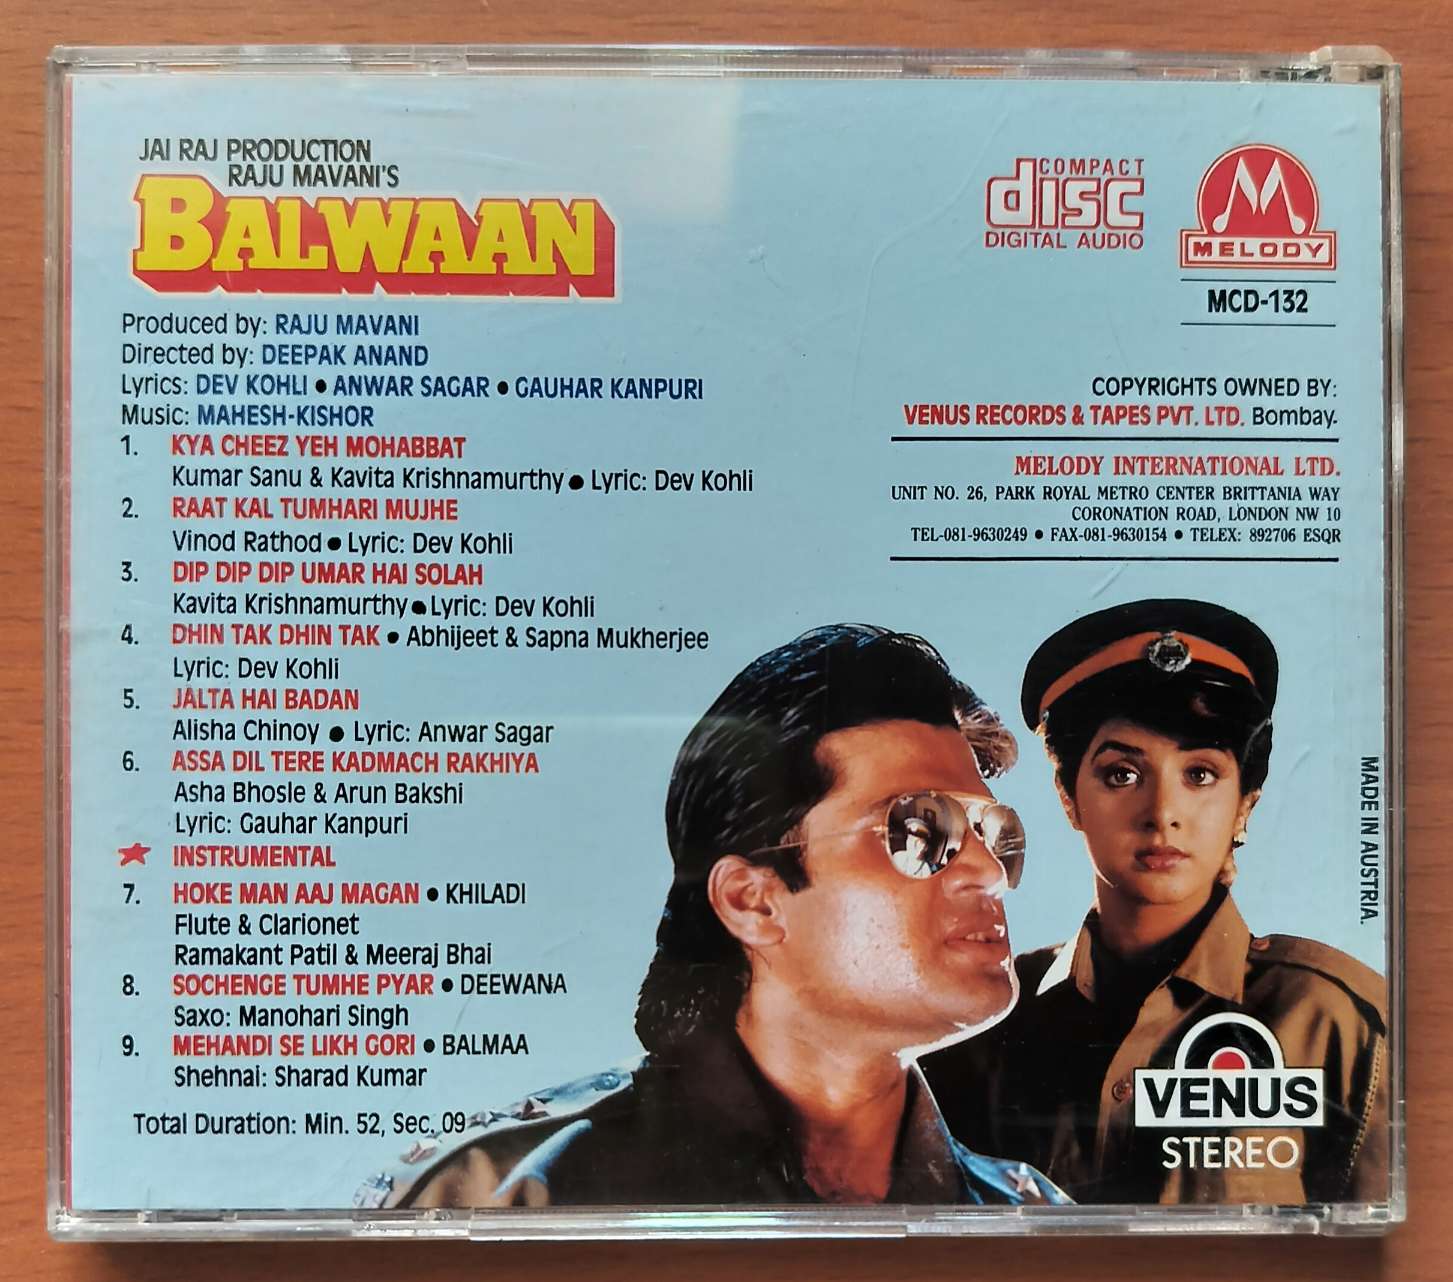 JAI RAJ PRODUCTION
RAJU MAVANI'S
BALWAAN
Produced by: RAJU MAVANI
Directed by: DEEPAK ANAND
Lyrics: DEV KOHLI • ANWAR SAGAR • GAUHAR KANPURI
Music: MAHESH-KISHOR
1. KYA CHEEZ YEH MOHABBAT
Kumar Sanu & Kavita Krishnamurthy • Lyric: Dev Kohli
2. RAAT KAL TUMHARI MUJHE
Vinod Rathod • Lyric: Dev Kohli
3. DIP DIP DIP UMAR HAI SOLAH
Kavita Krishnamurthy • Lyric: Dev Kohli
4. DHIN TAK DHIN TAK • Abhijeet & Sapna Mukherjee
Lyric: Dev Kohli
5. JALTA HAI BADAN
Alisha Chinoy • Lyric: Anwar Sagar
6. ASSA DIL TERE KADMACH RAKHIYA
Asha Bhosle & Arun Bakshi
Lyric: Gauhar Kanpuri
★ INSTRUMENTAL
7. HOKE MAN AAJ MAGAN • KHILADI
Flute & Clarionet
Ramakant Patil & Meeraj Bhai
8. SOCHENGE TUMHE PYAR • DEEWANA
Saxo: Manohari Singh
9. MEHANDI SE LIKH GORI • BALMAA
Shehnai: Sharad Kumar
Total Duration: Min. 52, Sec. 09
COMPACT
disc
DIGITAL AUDIO
MELODY
MCD-132
COPYRIGHTS OWNED BY:
VENUS RECORDS & TAPES PVT. LTD. Bombay.
MELODY INTERNATIONAL LTD.
UNIT NO. 26, PARK ROYAL METRO CENTER BRITTANIA WAY
CORONATION ROAD, LONDON NW 10
TEL-081-9630249 • FAX-081-9630154 • TELEX: 892706 ESQR
MADE IN AUSTRIA.
VENUS
STEREO